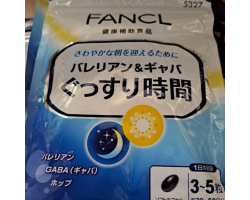 5327
FANCL
健康補助食品
さわやかな朝を迎えるために
バレリアン&ギャバ
ぐっすり時間
バレリアン
GABA(ギャバ)
ホップ
1日目安量
3~5粒